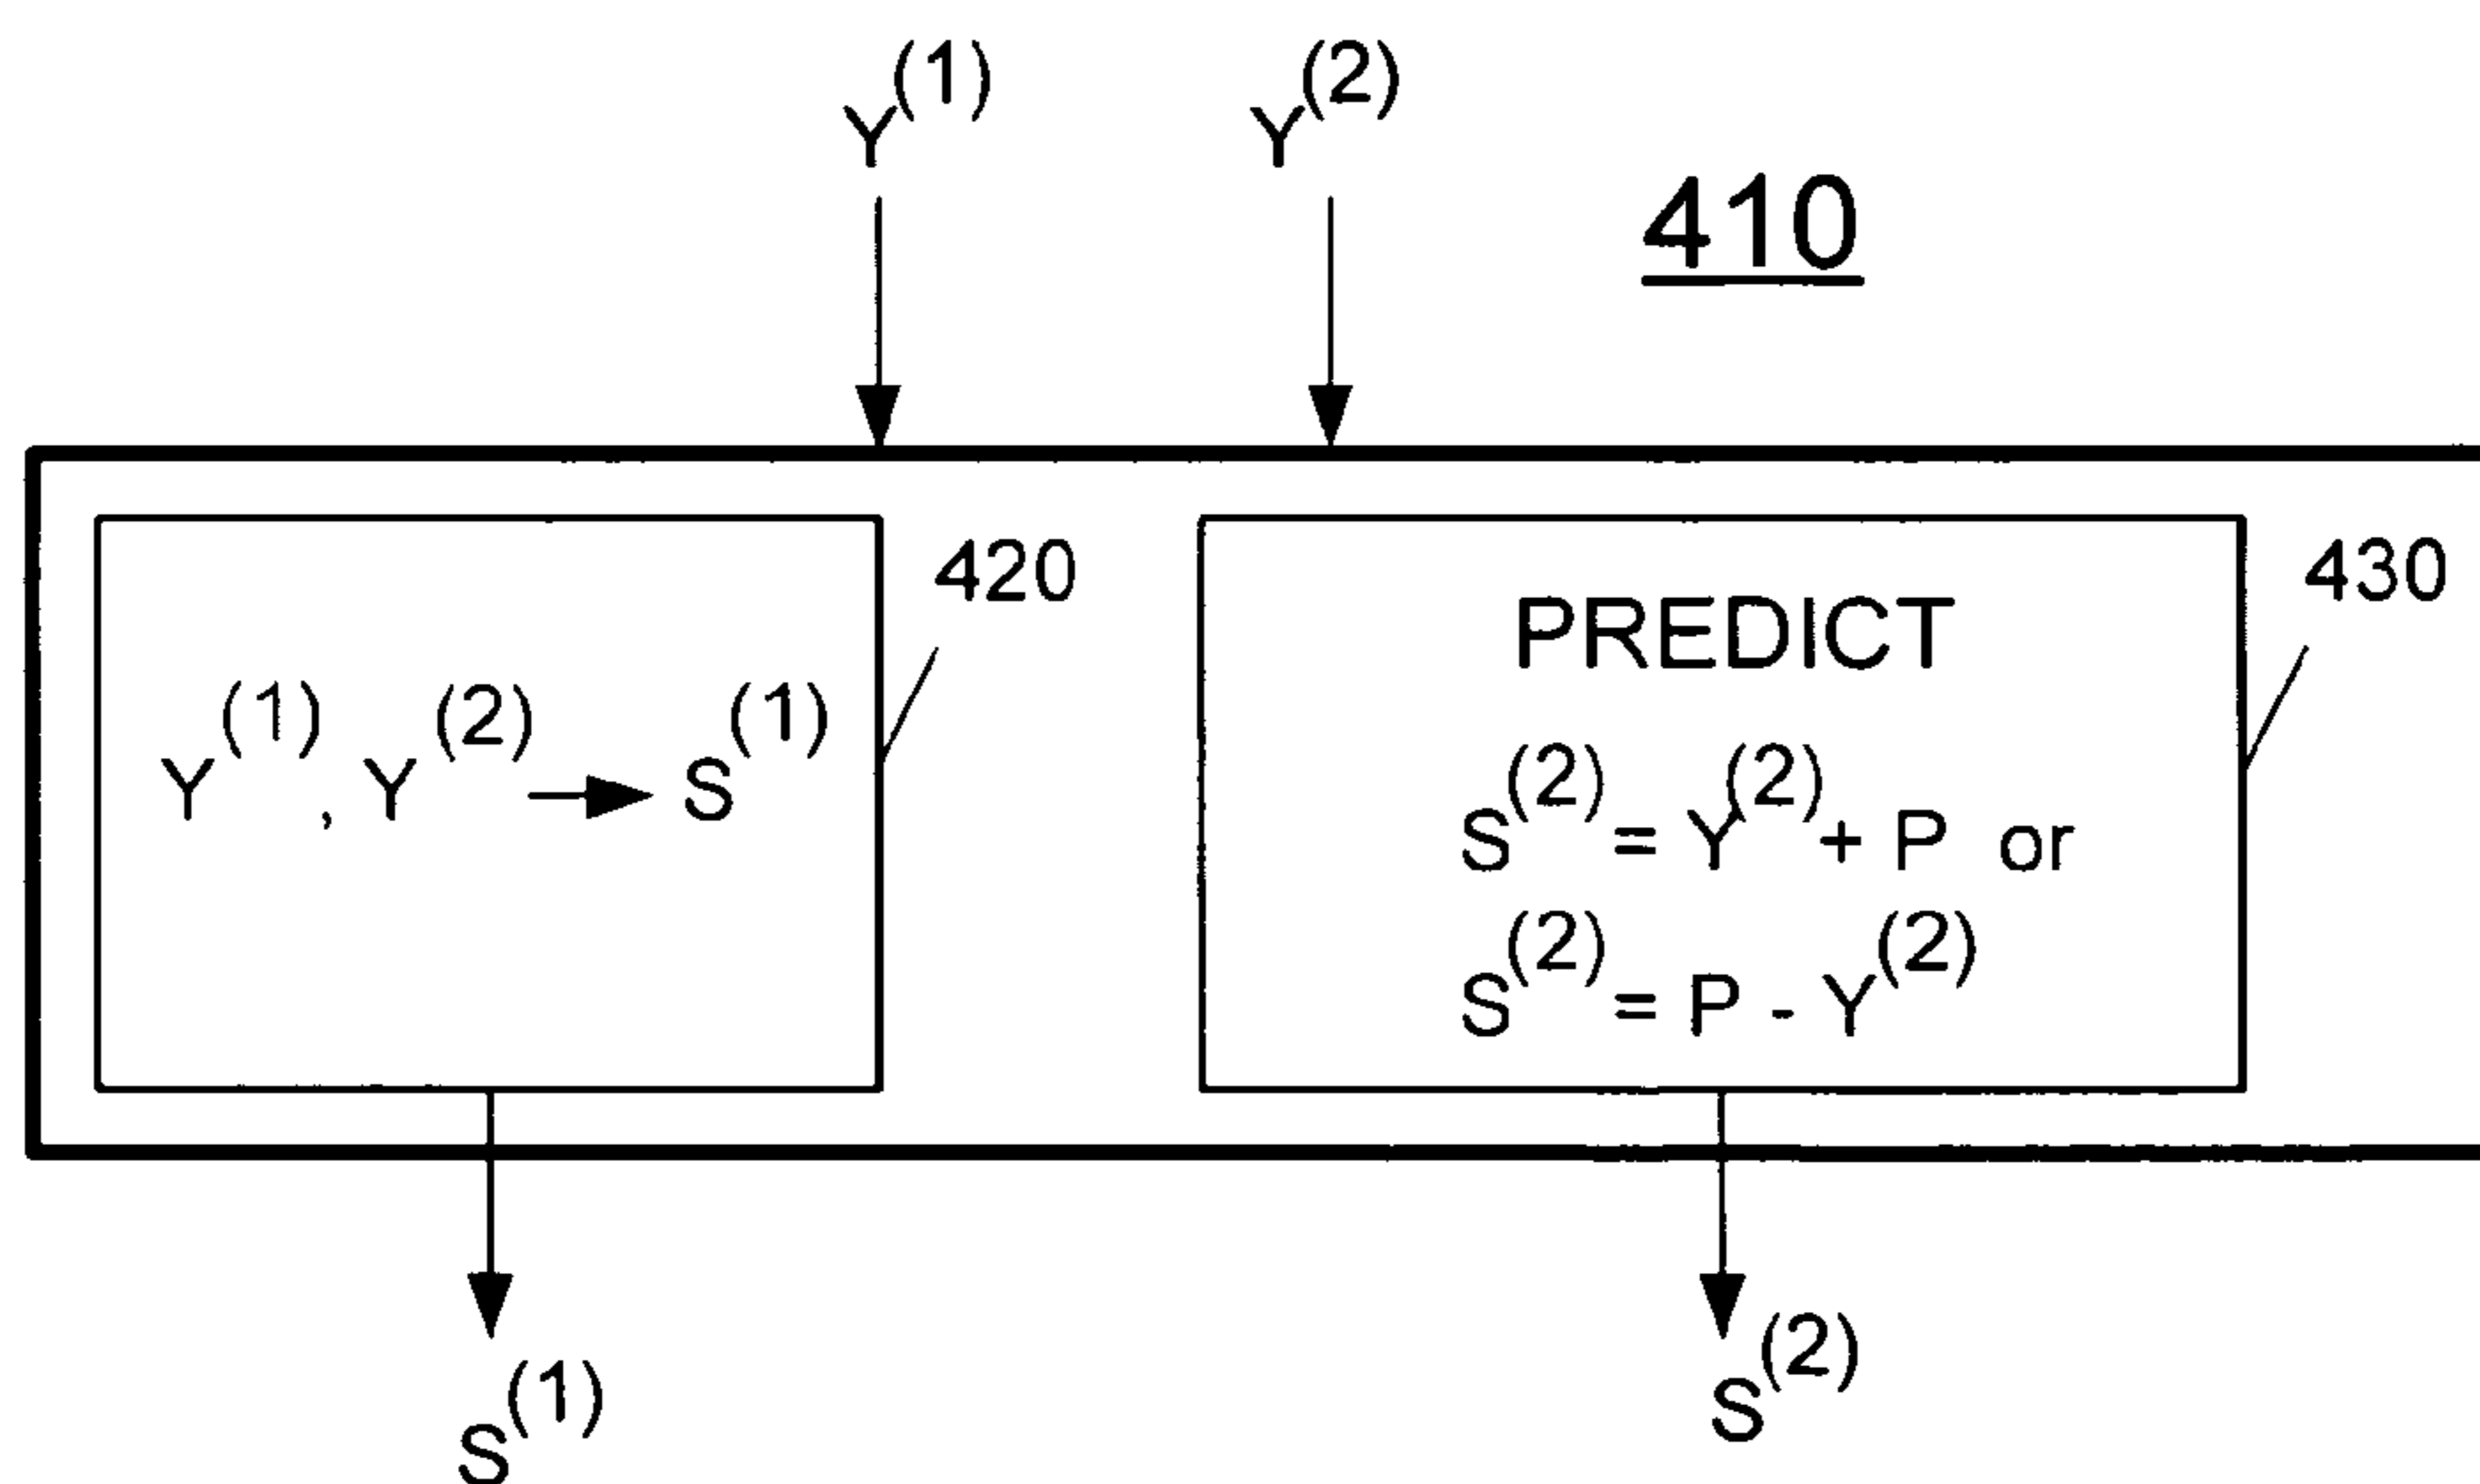 Y(1) Y(2)
410
420
430
PREDICT
Y(1), Y(2) → S(1)
S(2) = Y(2) + P or
S(2) = P - Y(2)
S(1)
S(2)